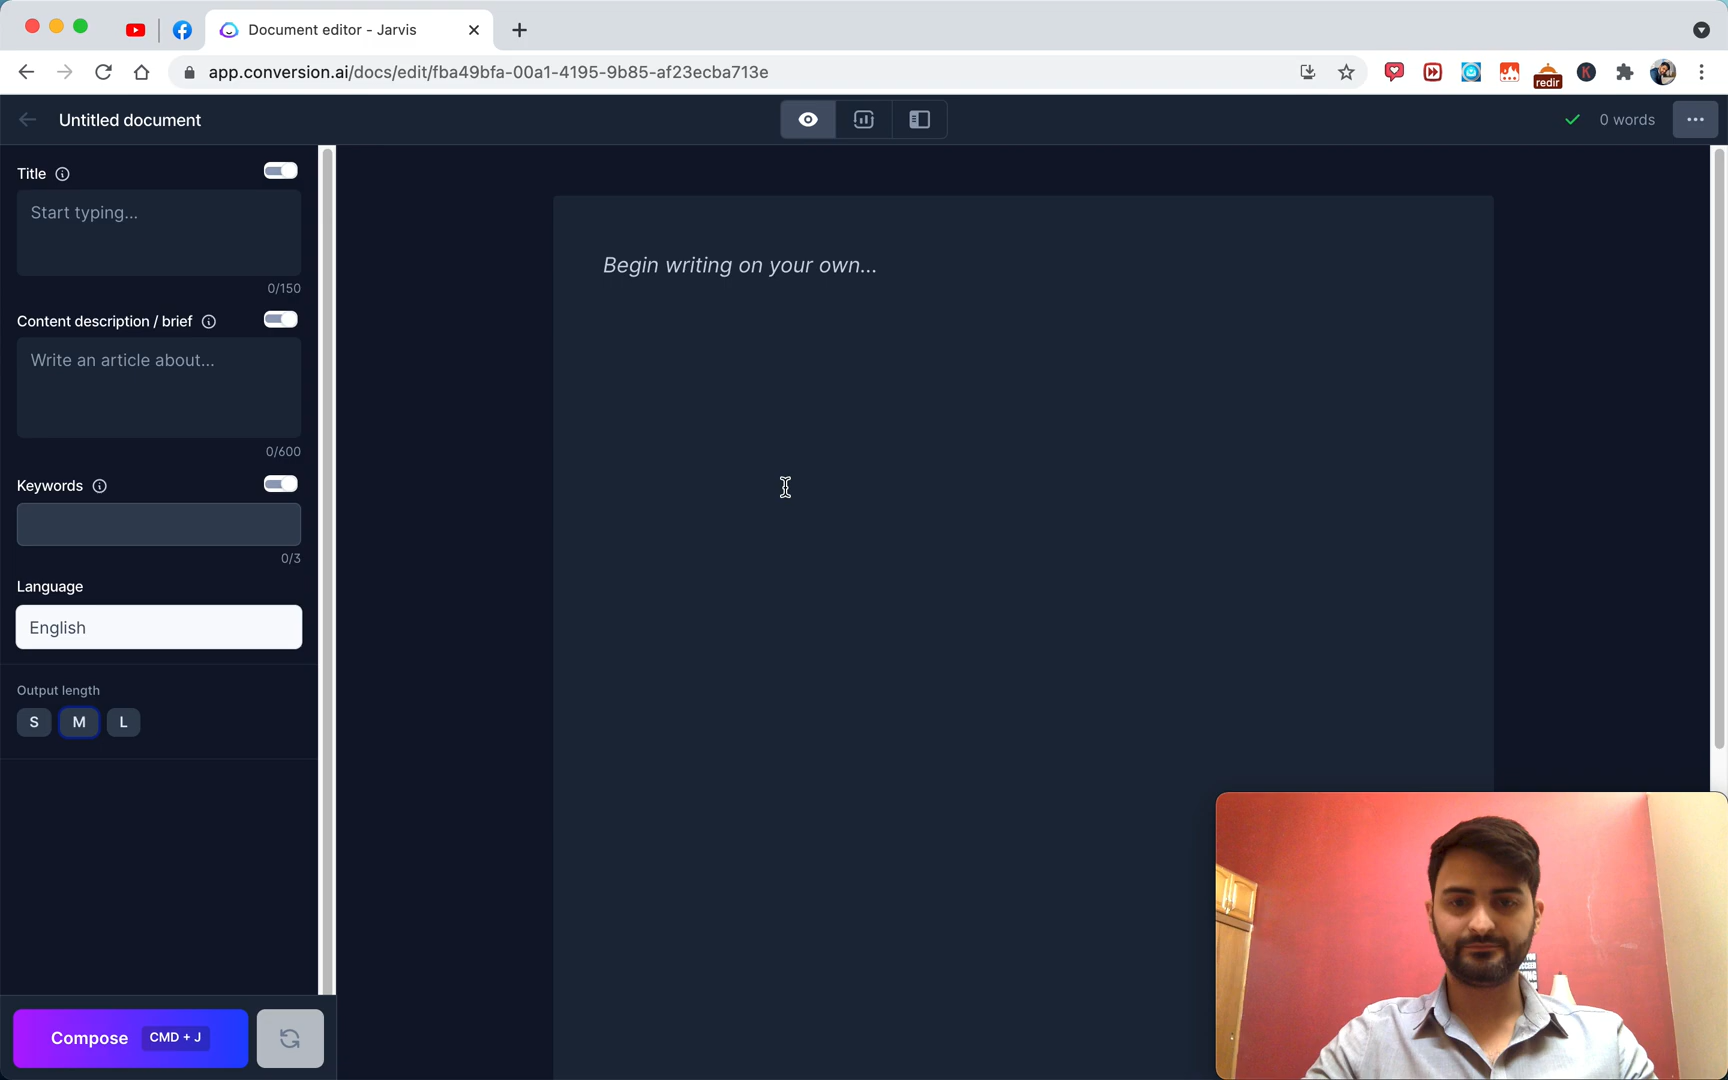 Document editor - Jarvis
app.conversion.ai/docs/edit/fba49bfa-00a1-4195-9b85-af23ecba713e
redir
K
Untitled document
0 words
Title
Start typing...
0/150
Content description / brief
Write an article about...
0/600
Keywords
0/3
Language
English
Output length
S M L
Compose CMD + J
Begin writing on your own...